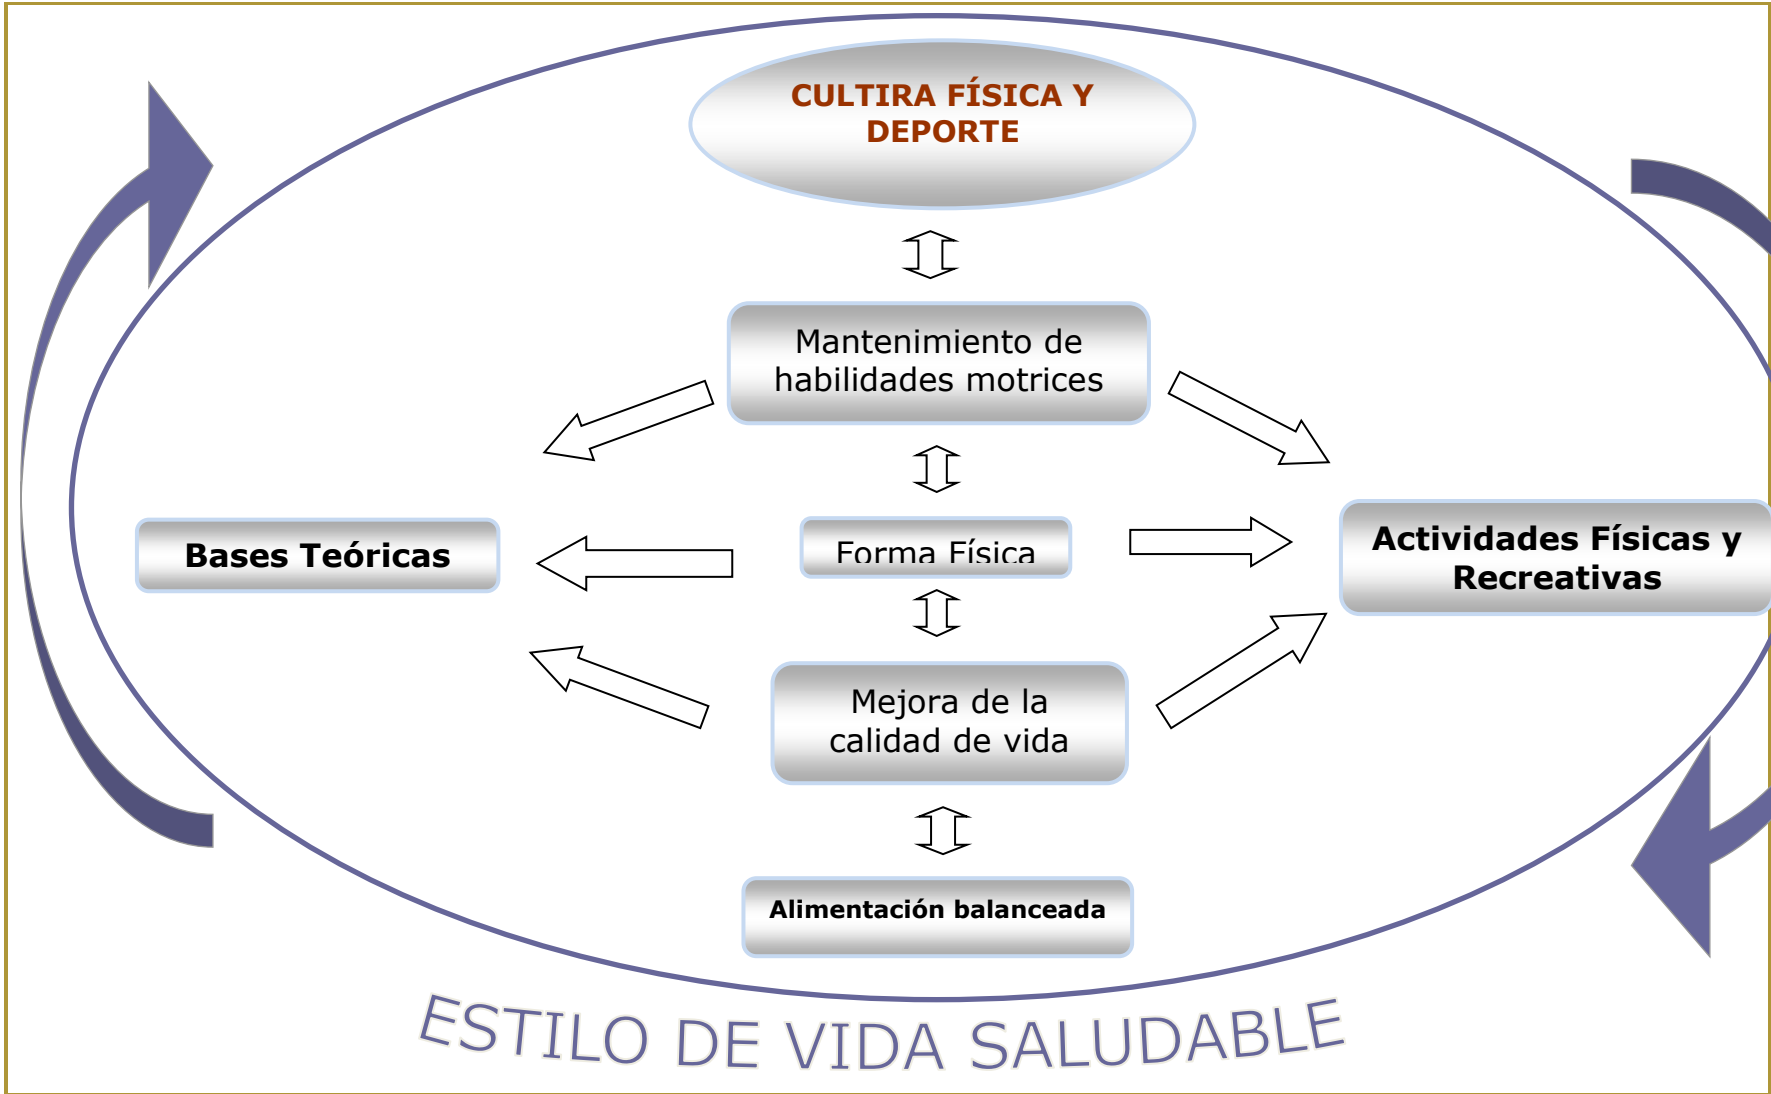 CULTIRA FÍSICA Y
DEPORTE
Mantenimiento de
habilidades motrices
Bases Teóricas
Forma Física
Actividades Físicas y
Recreativas
Mejora de la
calidad de vida
Alimentación balanceada
ESTILO DE VIDA SALUDABLE